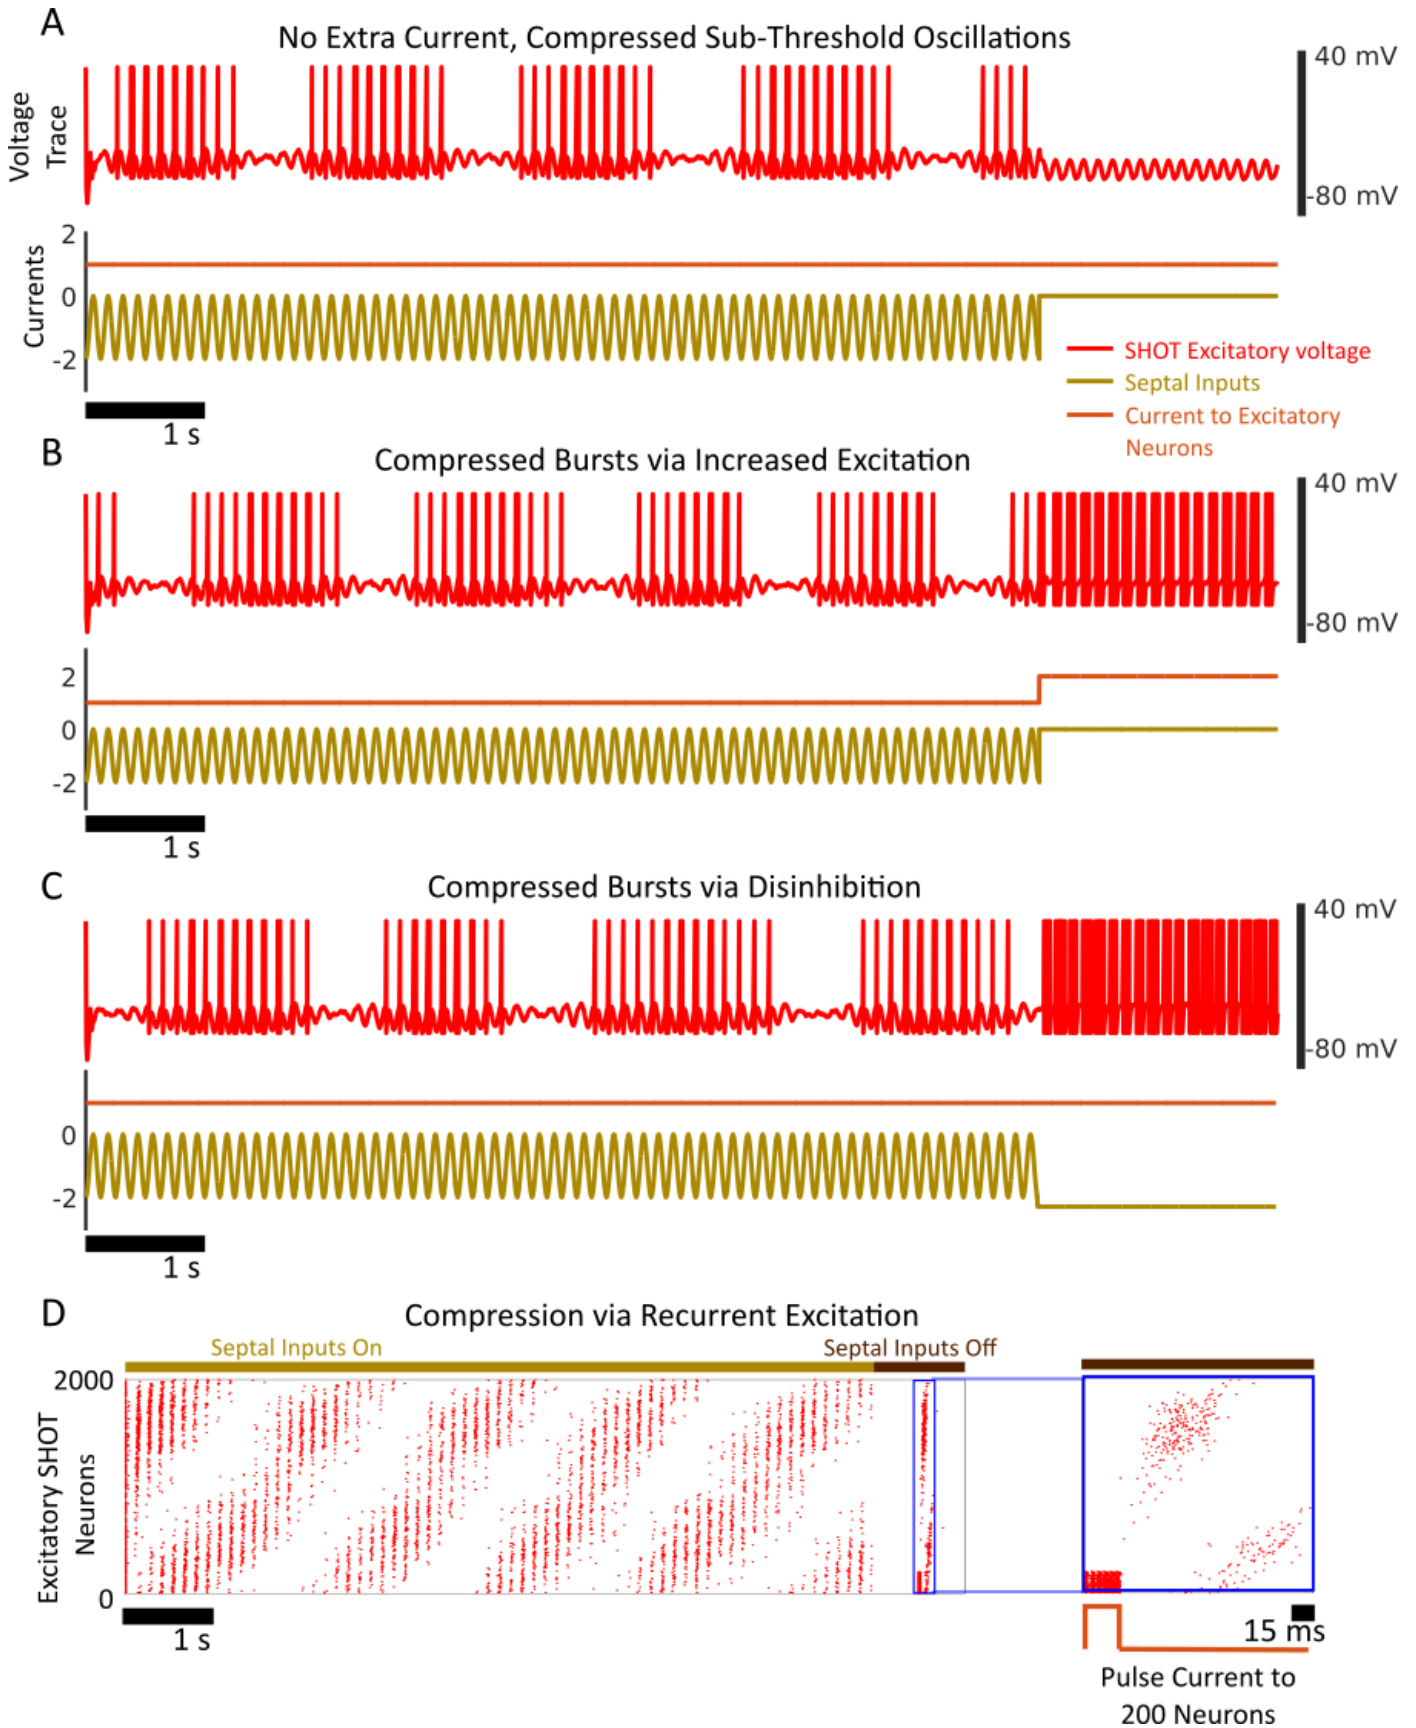 A
No Extra Current, Compressed Sub-Threshold Oscillations
Voltage
Trace
40 mV
-80 mV
Currents
2
0
-2
1 s
SHOT Excitatory voltage
Septal Inputs
Current to Excitatory
Neurons
B
Compressed Bursts via Increased Excitation
40 mV
-80 mV
2
0
-2
1 s
C
Compressed Bursts via Disinhibition
40 mV
-80 mV
0
-2
1 s
D
Compression via Recurrent Excitation
Septal Inputs On
Septal Inputs Off
Excitatory SHOT
Neurons
2000
0
1 s
15 ms
Pulse Current to
200 Neurons